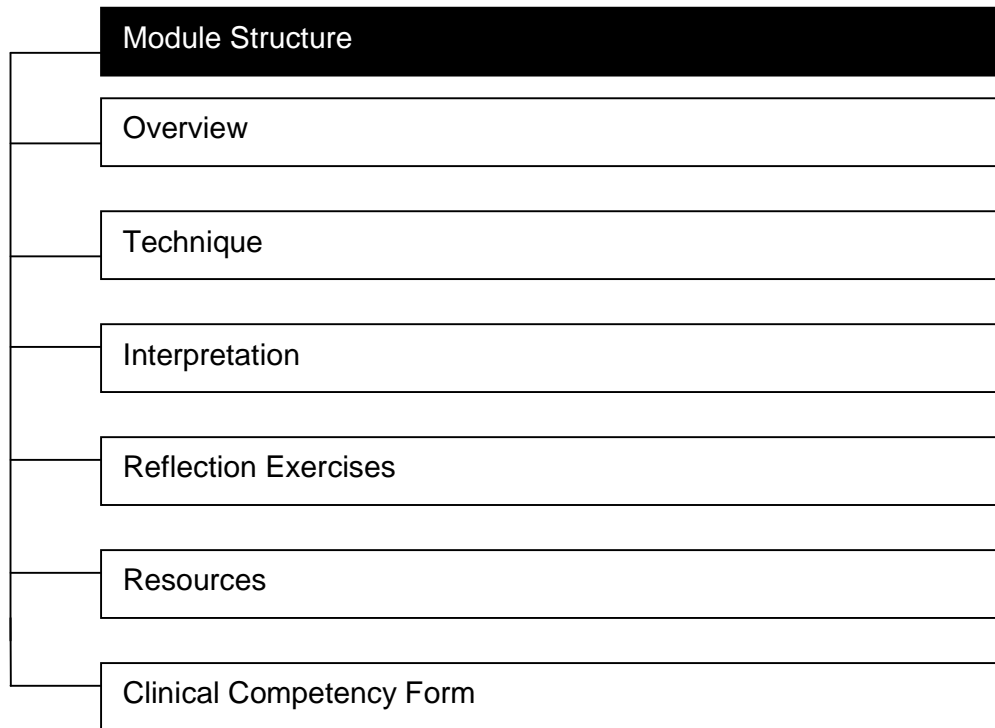 Module Structure
Overview
Technique
Interpretation
Reflection Exercises
Resources
Clinical Competency Form